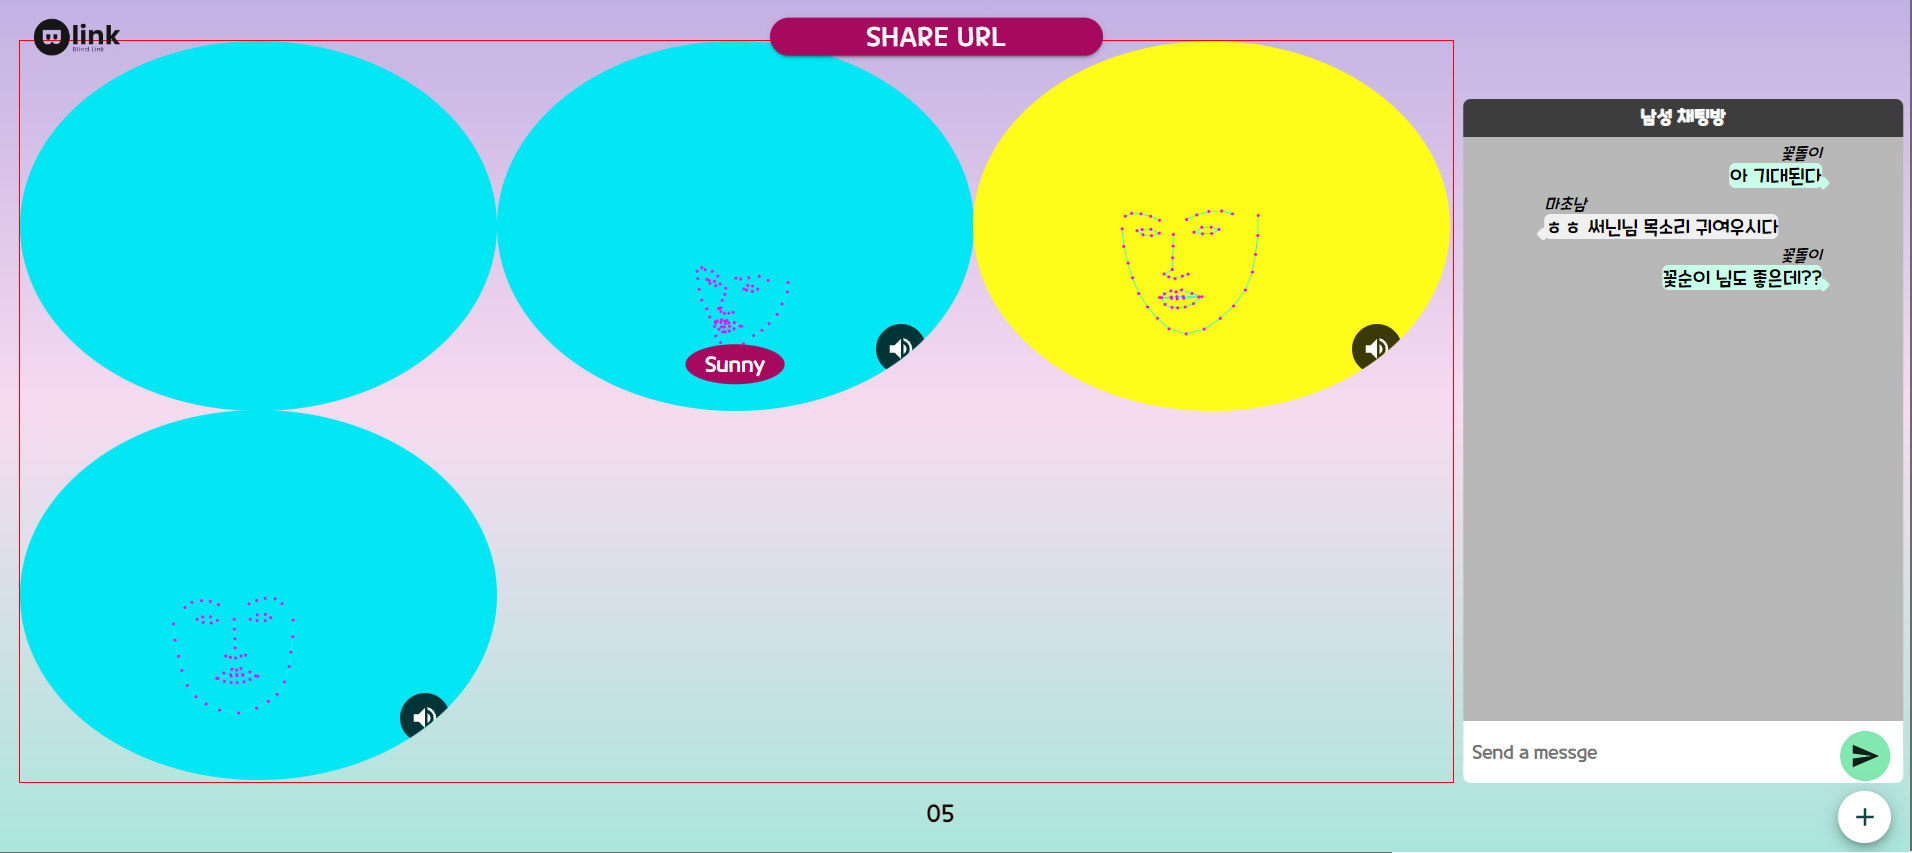 Blink
Blind Link
SHARE URL
Sunny
05
남성 채팅방
꽃돌이
아 기대된다
마초남
ㅎㅎ 써닌님 목소리 귀여우시다
꽃돌이
꽃순이 님도 좋은데??
Send a messge